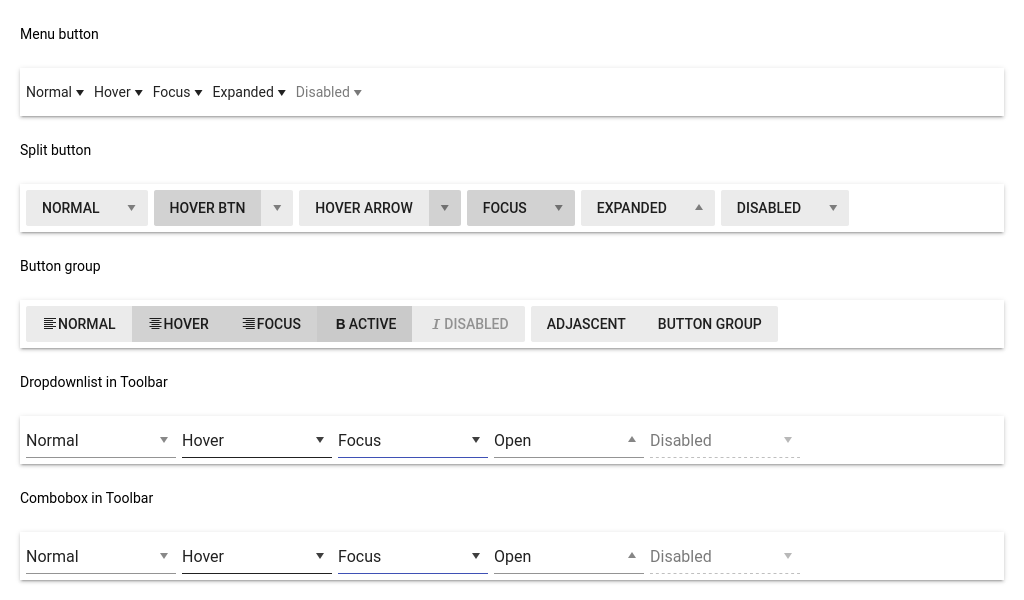 Menu button
Normal Hover Focus Expanded Disabled
Split button
NORMAL HOVER BTN HOVER ARROW FOCUS EXPANDED DISABLED
Button group
NORMAL HOVER FOCUS B ACTIVE I DISABLED ADJASCENT BUTTON GROUP
Dropdownlist in Toolbar
Normal Hover Focus Open Disabled
Combobox in Toolbar
Normal Hover Focus Open Disabled